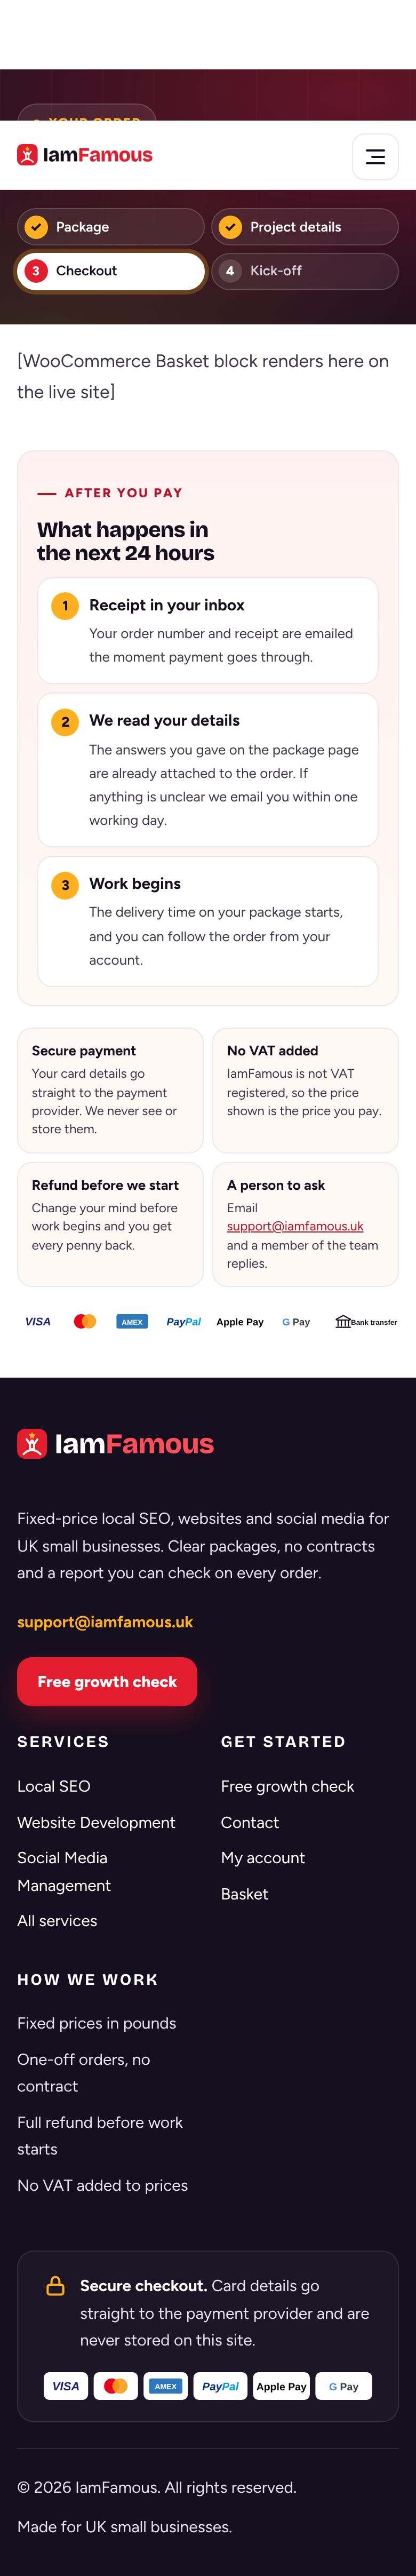 YOUR ORDER
IamFamous
Package
Project details
3 Checkout
4 Kick-off
[WooCommerce Basket block renders here on
the live site]
AFTER YOU PAY
What happens in
the next 24 hours
1 Receipt in your inbox
Your order number and receipt are emailed
the moment payment goes through.
2 We read your details
The answers you gave on the package page
are already attached to the order. If
anything is unclear we email you within one
working day.
3 Work begins
The delivery time on your package starts,
and you can follow the order from your
account.
Secure payment
Your card details go
straight to the payment
provider. We never see or
store them.
No VAT added
IamFamous is not VAT
registered, so the price
shown is the price you pay.
Refund before we start
Change your mind before
work begins and you get
every penny back.
A person to ask
Email
support@iamfamous.uk
and a member of the team
replies.
VISA AMEX PayPal Apple Pay G Pay Bank transfer
IamFamous
Fixed-price local SEO, websites and social media for
UK small businesses. Clear packages, no contracts
and a report you can check on every order.
support@iamfamous.uk
Free growth check
SERVICES
Local SEO
Website Development
Social Media
Management
All services
GET STARTED
Free growth check
Contact
My account
Basket
HOW WE WORK
Fixed prices in pounds
One-off orders, no
contract
Full refund before work
starts
No VAT added to prices
Secure checkout. Card details go
straight to the payment provider and are
never stored on this site.
VISA AMEX PayPal Apple Pay G Pay
© 2026 IamFamous. All rights reserved.
Made for UK small businesses.